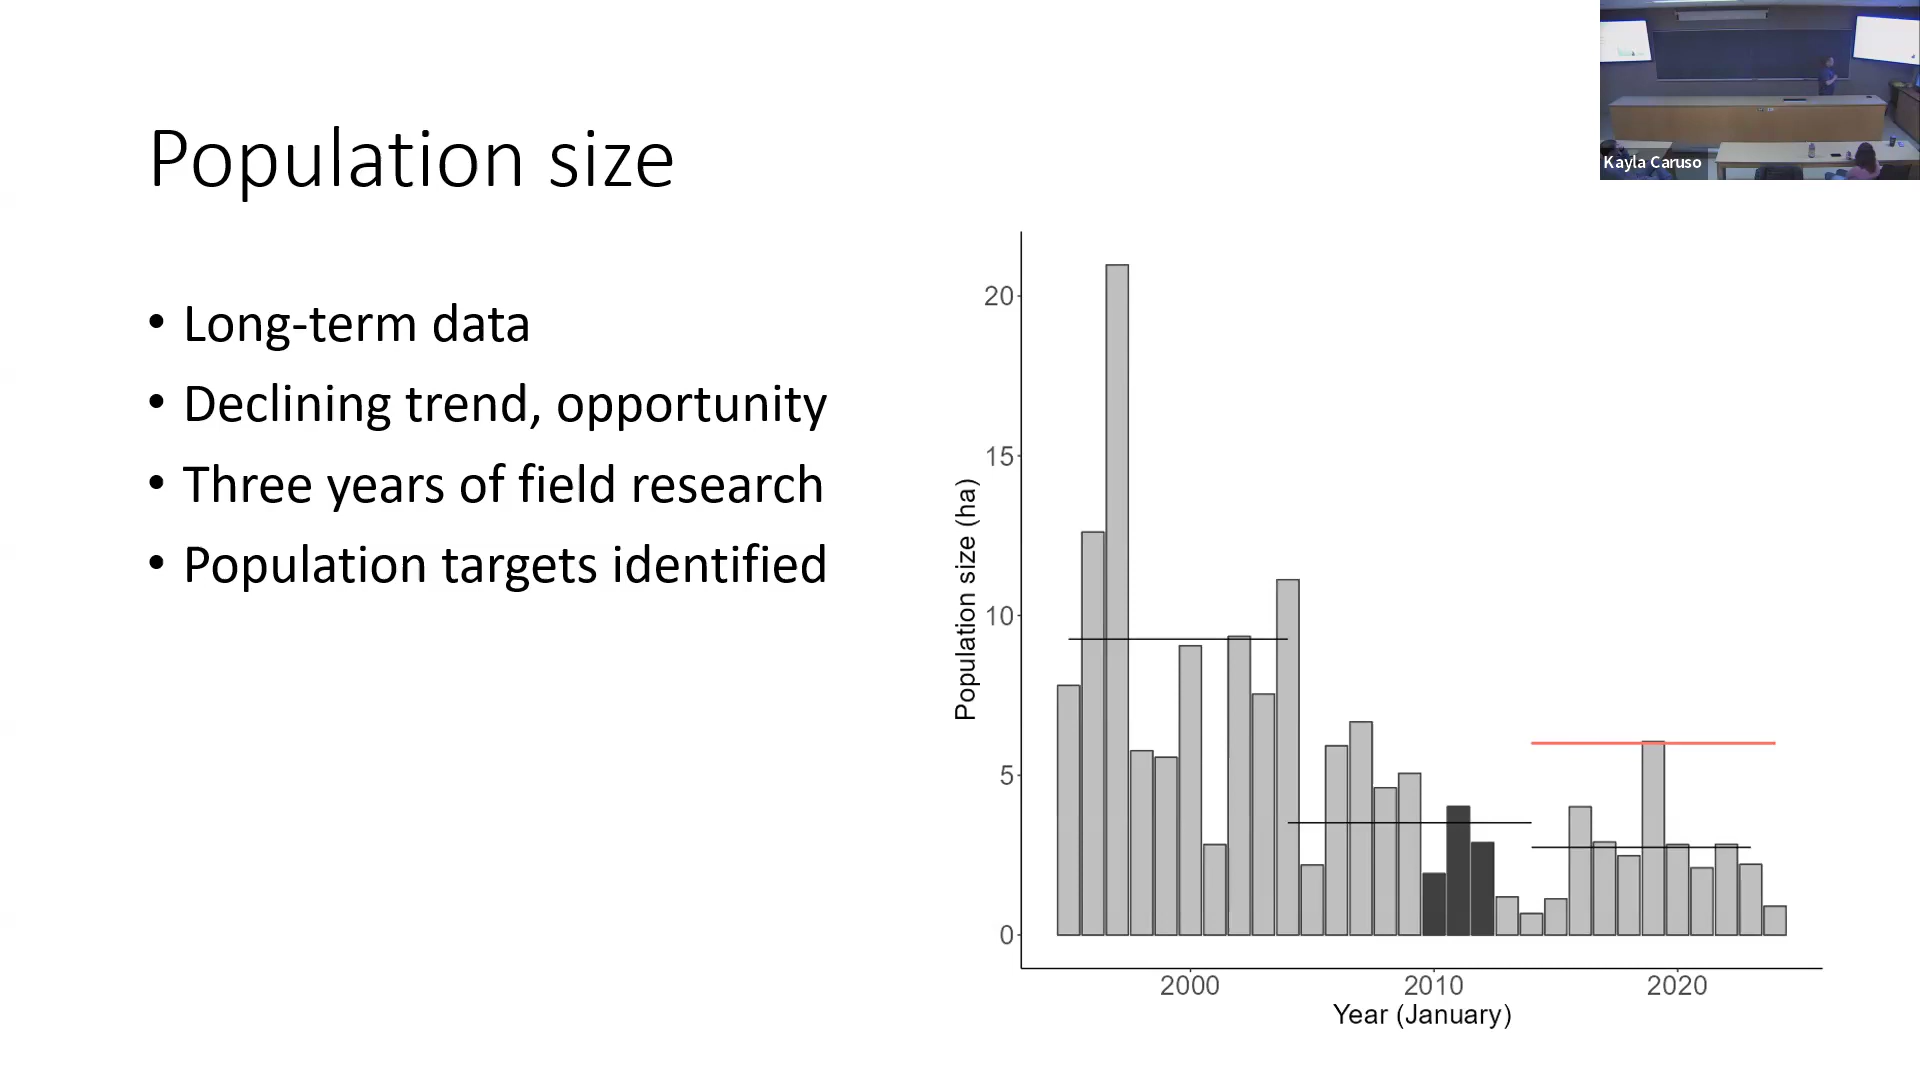 Kayla Caruso
Population size
• Long-term data
• Declining trend, opportunity
• Three years of field research
• Population targets identified
Population size (ha)
20
15
10
5
0
2000 2010 2020
Year (January)